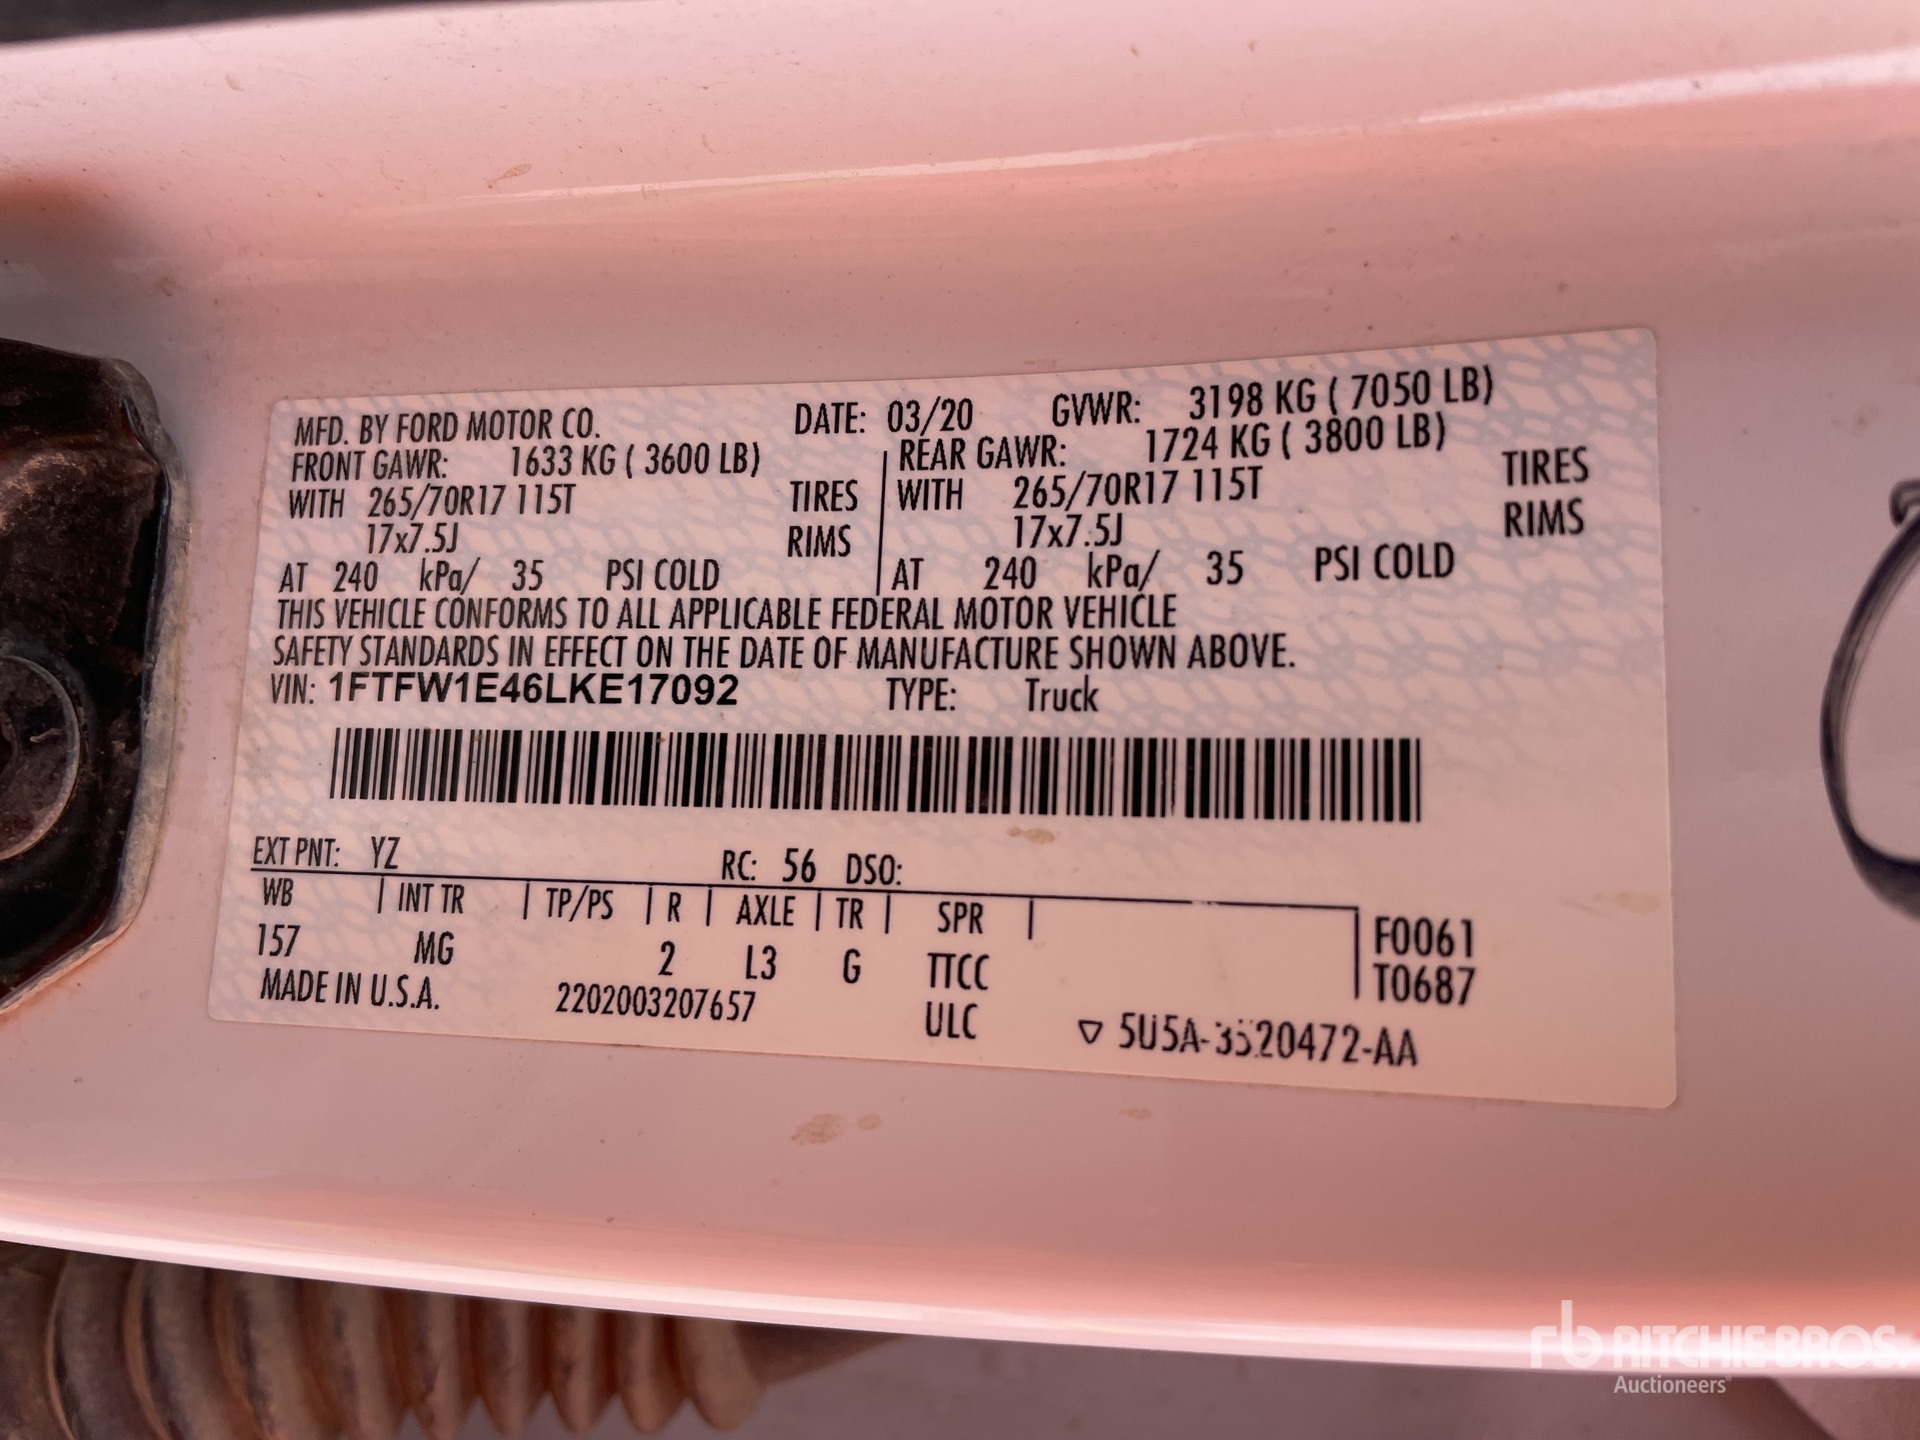 MFD. BY FORD MOTOR CO. DATE: 03/20 GVWR: 3198 KG ( 7050 LB)
FRONT GAWR: 1633 KG ( 3600 LB) REAR GAWR: 1724 KG ( 3800 LB)
WITH 265/70R17 115T TIRES WITH 265/70R17 115T TIRES
17x7.5J RIMS 17x7.5J RIMS
AT 240 kPa/ 35 PSI COLD AT 240 kPa/ 35 PSI COLD
THIS VEHICLE CONFORMS TO ALL APPLICABLE FEDERAL MOTOR VEHICLE
SAFETY STANDARDS IN EFFECT ON THE DATE OF MANUFACTURE SHOWN ABOVE.
VIN: 1FTFW1E46LKE17092 TYPE: Truck
EXT PNT: YZ RC: 56 DSO:
WB INT TR TP/PS R AXLE TR SPR F0061
157 MG 2 L3 G TTCC T0687
MADE IN U.S.A. 2202003207657 ULC ▽ 5U5A-3520472-AA
rb RITCHIE BROS.
Auctioneers